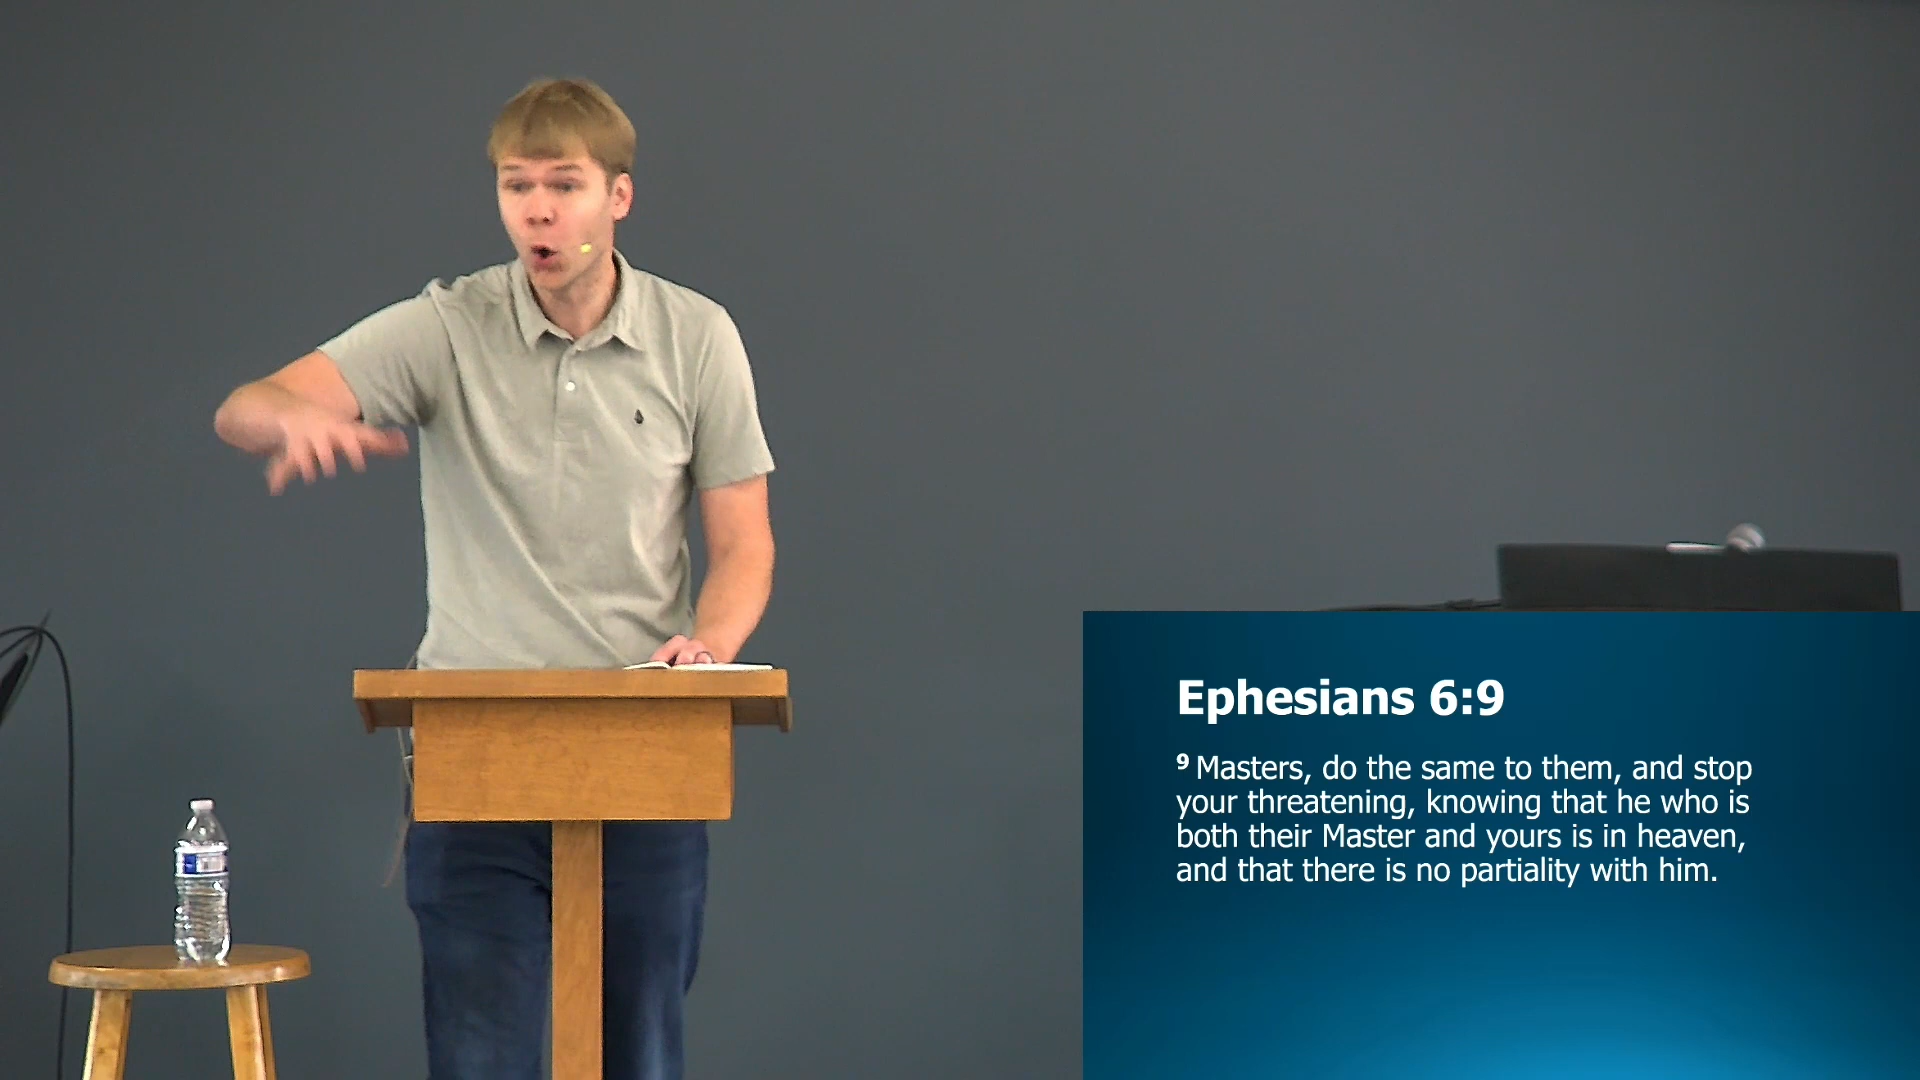 Ephesians 6:9
9 Masters, do the same to them, and stop
your threatening, knowing that he who is
both their Master and yours is in heaven,
and that there is no partiality with him.